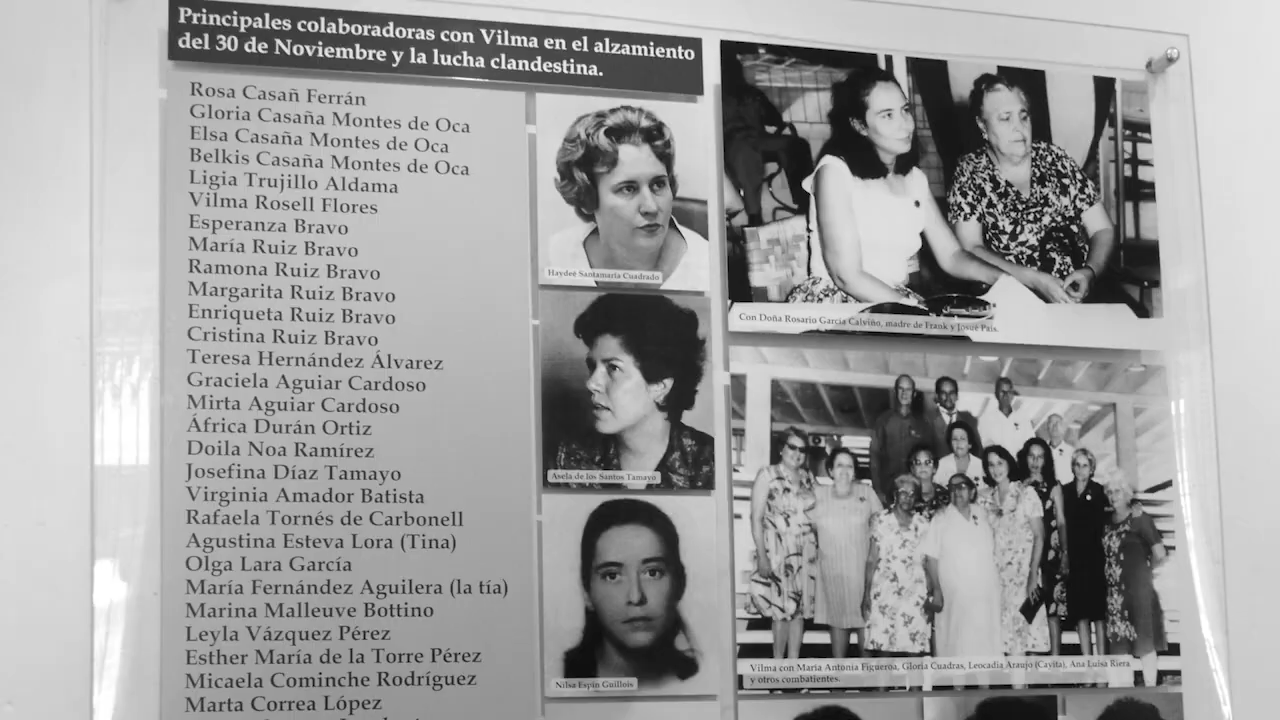 Principales colaboradoras con Vilma en el alzamiento
del 30 de Noviembre y la lucha clandestina.
Rosa Casañ Ferrán
Gloria Casaña Montes de Oca
Elsa Casaña Montes de Oca
Belkis Casaña Montes de Oca
Ligia Trujillo Aldama
Vilma Rosell Flores
Esperanza Bravo
María Ruiz Bravo
Ramona Ruiz Bravo
Margarita Ruiz Bravo
Enriqueta Ruiz Bravo
Cristina Ruiz Bravo
Teresa Hernández Álvarez
Graciela Aguiar Cardoso
Mirta Aguiar Cardoso
África Durán Ortiz
Doila Noa Ramírez
Josefina Díaz Tamayo
Virginia Amador Batista
Rafaela Tornés de Carbonell
Agustina Esteva Lora (Tina)
Olga Lara García
María Fernández Aguilera (la tía)
Marina Malleuve Bottino
Leyla Vázquez Pérez
Esther María de la Torre Pérez
Micaela Cominche Rodríguez
Marta Correa López
Haydeé Santamaría Cuadrado
Asela de los Santos Tamayo
Nilsa Espín Guillois
Con Doña Rosario García Calviño, madre de Frank y Josué País.
Vilma con María Antonia Figueroa, Gloria Cuadras, Leocadia Araujo (Cayita), Ana Luisa Riera
y otros combatientes.